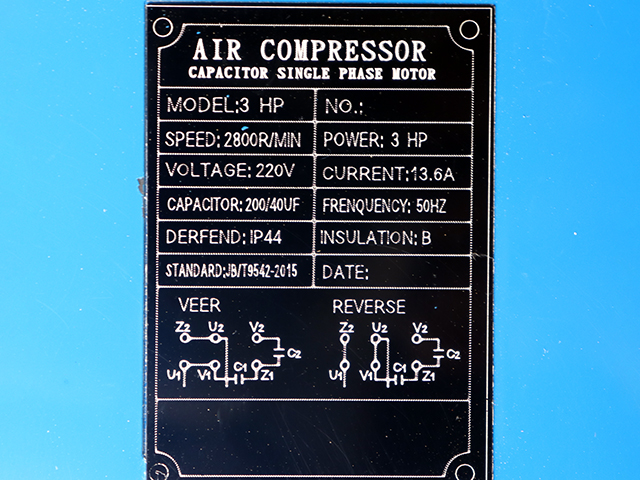 AIR COMPRESSOR
CAPACITOR SINGLE PHASE MOTOR
MODEL:3 HP NO.:
SPEED: 2800R/MIN POWER: 3 HP
VOLTAGE: 220V CURRENT:13.6A
CAPACITOR: 200/40UF FRENQUENCY: 50HZ
DERFEND: IP44 INSULATION: B
STANDARD:JB/T9542-2015 DATE:
VEER REVERSE
Z2 U2 V2 Z2 U2 V2
C2 C2
U1 V1 C1 Z1 U1 V1 C1 Z1